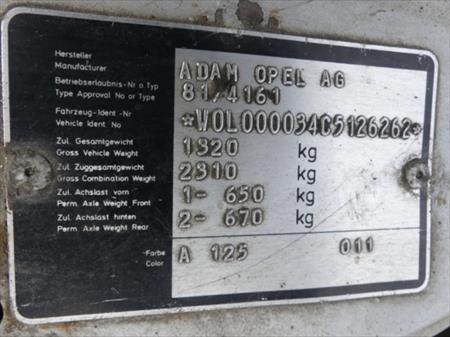 Hersteller
Manufacturer ADAM OPEL AG
Betriebserlaubnis-Nr o.Typ
Type Approval No or Type 81/4161
Fahrzeug-Ident -Nr
Vehicle Ident No *W0L000034C5126262*
Zul. Gesamtgewicht
Gross Vehicle Weight 1320 kg
Zul. Zuggesamtgewicht
Gross Combination Weight 2310 kg
Zul. Achslast vorn
Perm. Axle Weight Front 1- 650 kg
Zul. Achslast hinten
Perm. Axle Weight Rear 2- 670 kg
Farbe
Color A 125 011